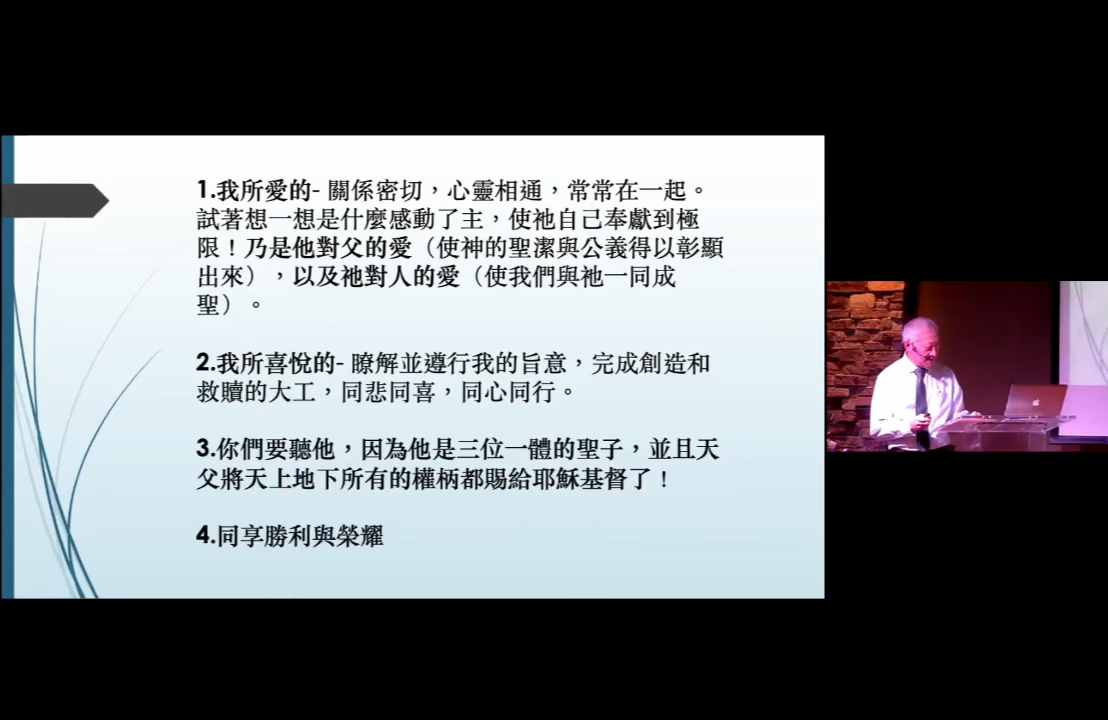 1.我所愛的- 關係密切，心靈相通，常常在一起。
試著想一想是什麼感動了主，使祂自己奉獻到極
限！乃是他對父的愛（使神的聖潔與公義得以彰顯
出來），以及祂對人的愛（使我們與祂一同成
聖）。
2.我所喜悅的- 瞭解並遵行我的旨意，完成創造和
救贖的大工，同悲同喜，同心同行。
3.你們要聽他，因為他是三位一體的聖子，並且天
父將天上地下所有的權柄都賜給耶穌基督了！
4.同享勝利與榮耀